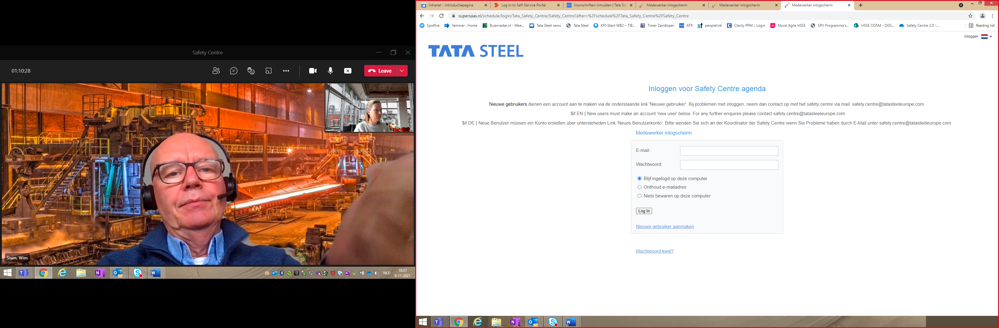 Safety Centre
01:10:28
Leave
Stam, Wim
NLD
10:57
9-11-2021
Intranet - Introductiepagina
Log in to Self-Service Portal
Voorschriften-IJmuiden | Tata Ste
Medewerker inlogscherm
Medewerker inlogscherm
Medewerker inlogscherm
supersaas.nl/schedule/login/Tata_Safety_Centre/Safety_Centre?after=%2Fschedule%2FTata_Safety_Centre%2FSafety_Centre
Spotfire
Yammer : Home
Buienradar.nl - Wee...
Tata Steel news
Tata Steel
KPI-Start-WB2 – TIB...
Timer Zandloper
ATR
peoplelink
Clarity PPM :: Login
Mural Agile HSSE
SPIJ Programma's...
HSSE OGSM - OGS...
Safety Centre 2.0 -...
Reading list
Inloggen
TATA STEEL
Inloggen voor Safety Centre agenda
Nieuwe gebruikers dienen een account aan te maken via de onderstaande link 'Nieuwe gebruiker'. Bij problemen met inloggen, neem dan contact op met het safety centre via mail: safety.centre@tatasteeleurope.com
$if EN { New users must make an account 'new user' below. For any further enquires please contact safety.centre@tatasteeleurope.com
$if DE { Neue Benutzer müssen ein Konto erstellen über untersteheden Link 'Neues Benutzerkonto'. Bitte wenden Sie sich an der Koordinator der Safety Centre wenn Sie Probleme haben durch E-Mail unter safety.centre@tatasteeleurope.com
Medewerker inlogscherm
E-mail:
Wachtwoord:
Blijf ingelogd op deze computer
Onthoud e-mailadres
Niets bewaren op deze computer
Log In
Nieuwe gebruiker aanmaken
Wachtwoord kwijt?